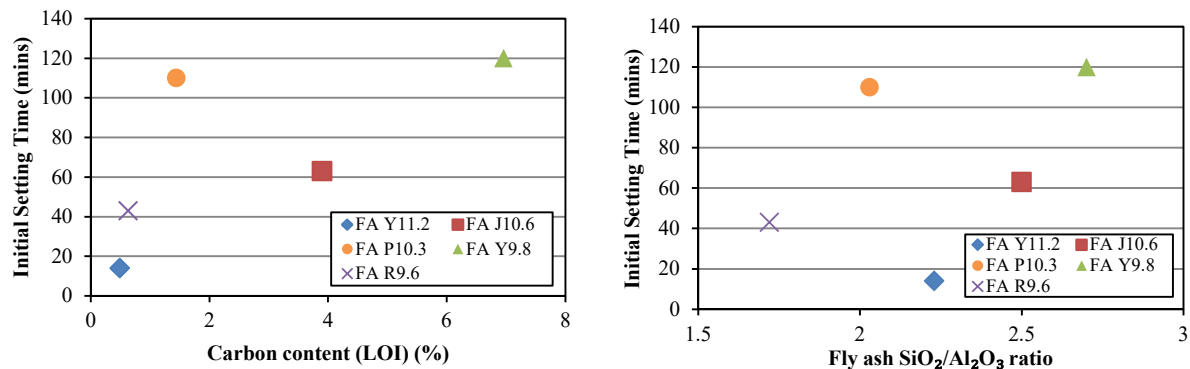 Initial Setting Time (mins)
140
120
100
80
60
40
20
0
FA Y11.2 FA J10.6
FA P10.3 FA Y9.8
FA R9.6
0 2 4 6 8
Carbon content (LOI) (%)
Initial Setting Time (mins)
140
120
100
80
60
40
20
0
FA Y11.2 FA J10.6
FA P10.3 FA Y9.8
FA R9.6
1.5 2 2.5 3
Fly ash SiO₂/Al₂O₃ ratio